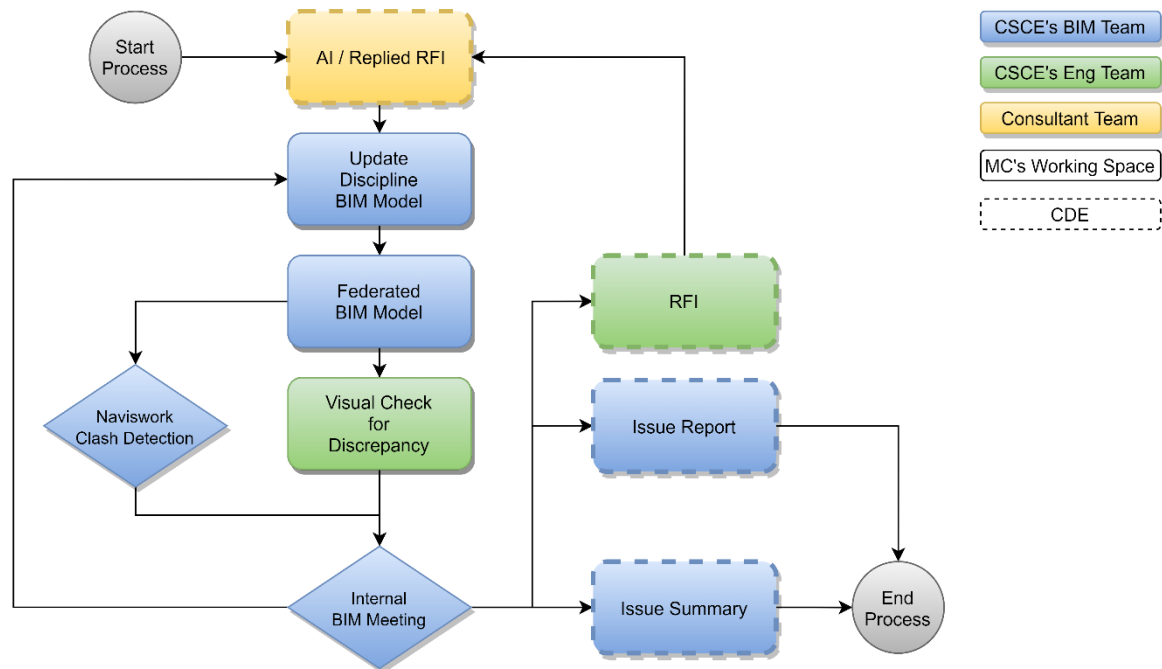 Start
Process
AI / Replied RFI
CSCE's BIM Team
CSCE's Eng Team
Consultant Team
MC's Working Space
CDE
Update
Discipline
BIM Model
Federated
BIM Model
RFI
Naviswork
Clash Detection
Visual Check
for
Discrepancy
Issue Report
Internal
BIM Meeting
Issue Summary
End
Process